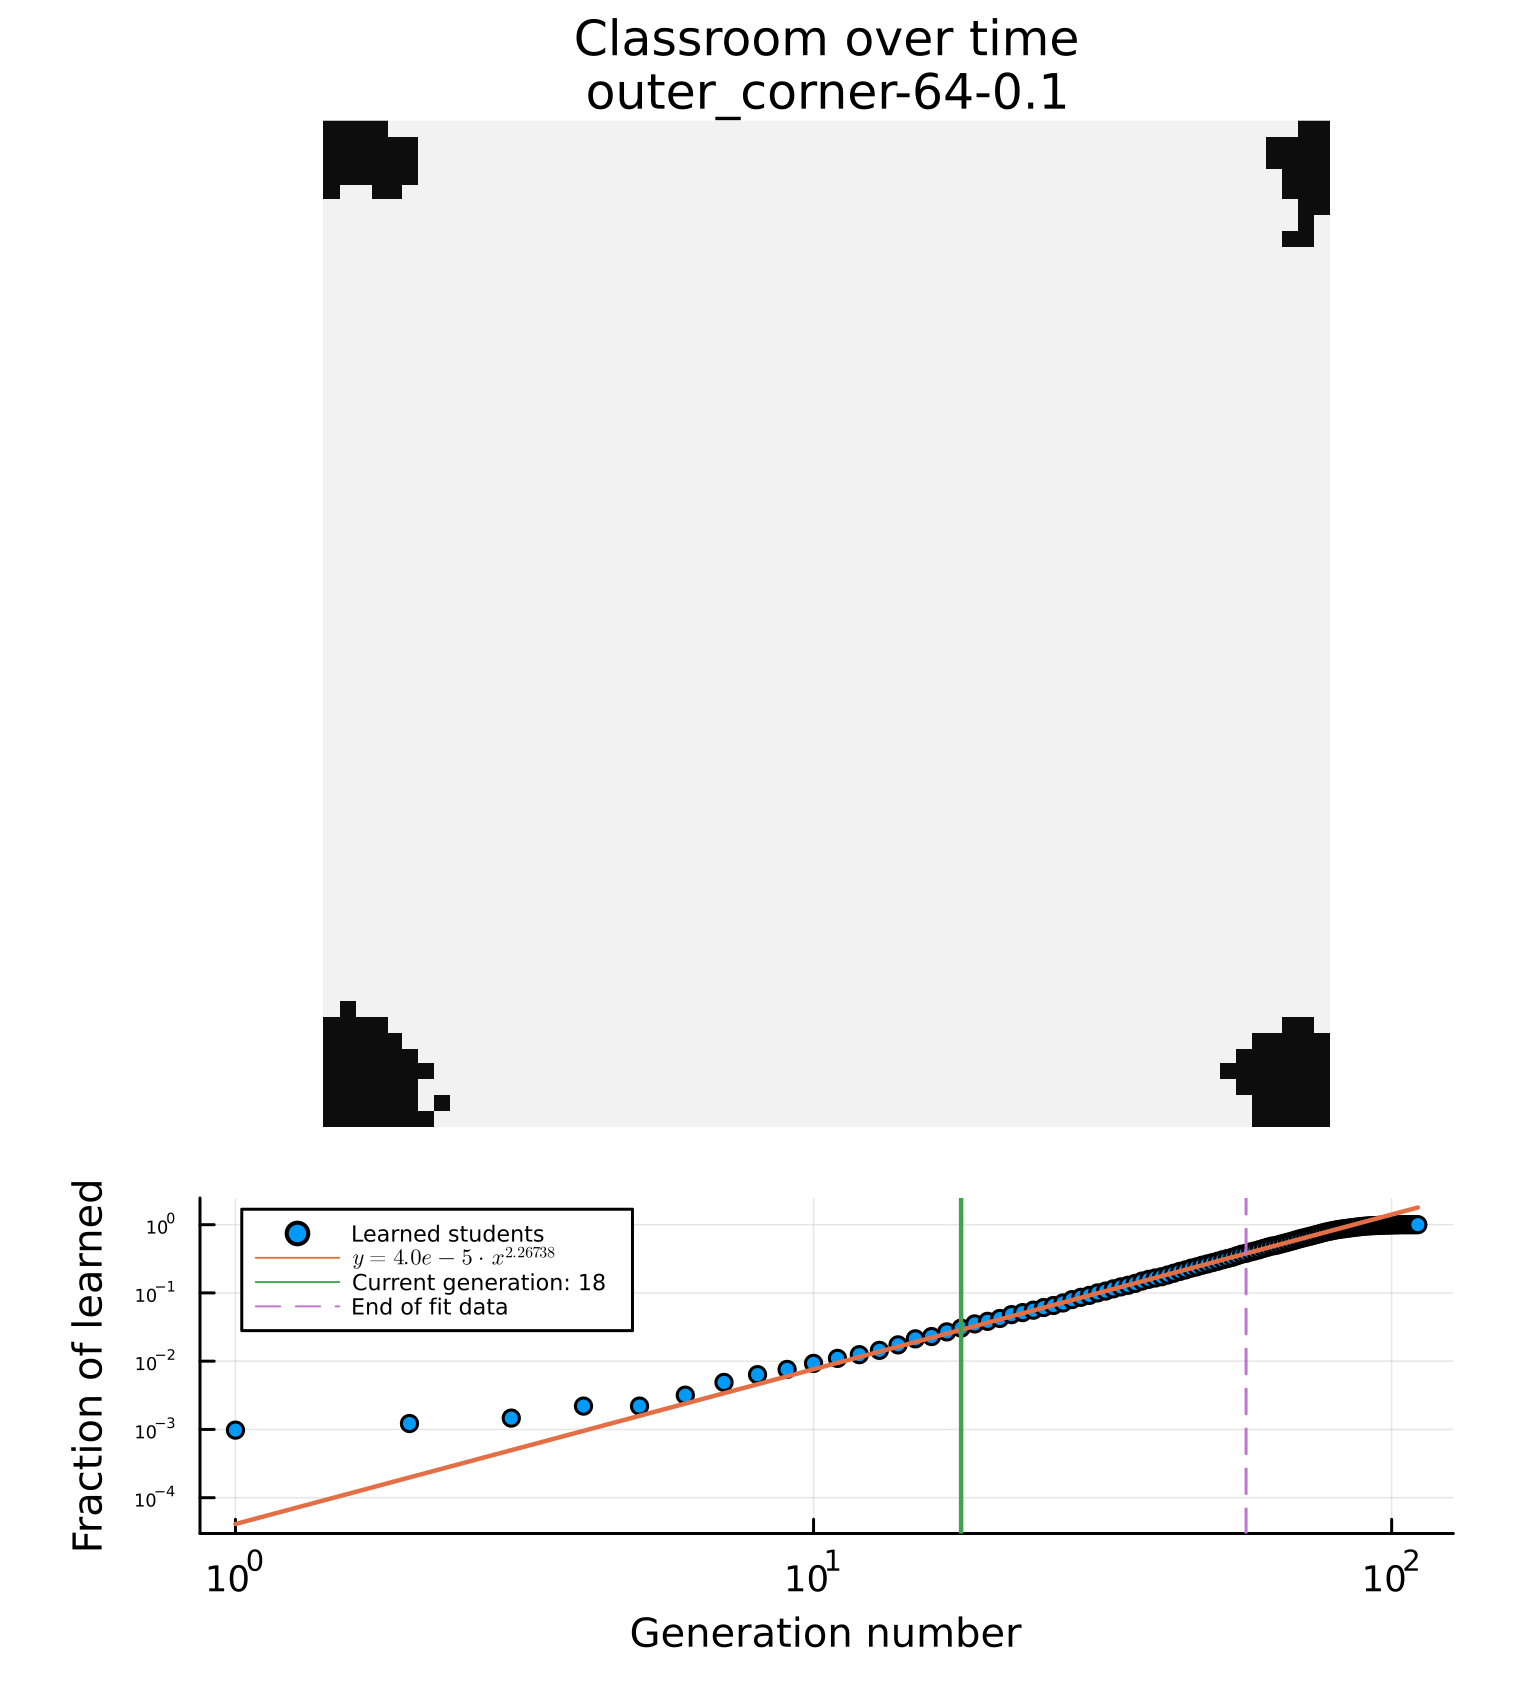 Classroom over time
outer_corner-64-0.1
Fraction of learned
10^0
10^−1
10^−2
10^−3
10^−4
Learned students
y = 4.0e − 5 · x^2.26738
Current generation: 18
End of fit data
10^0 10^1 10^2
Generation number